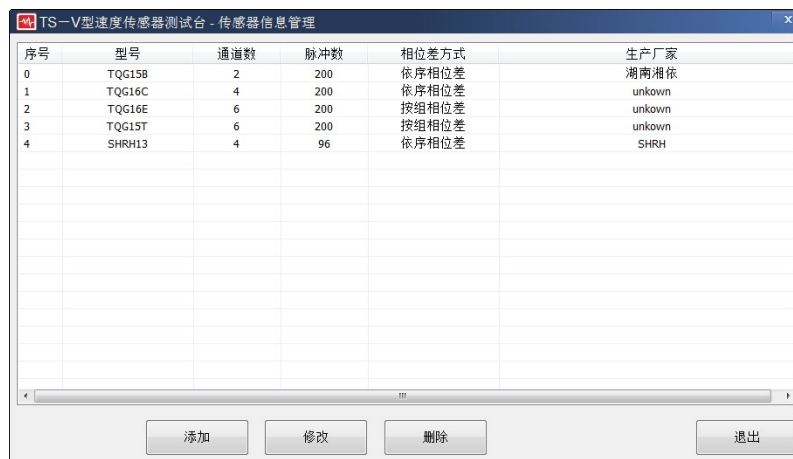 TS－V型速度传感器测试台 - 传感器信息管理
序号 型号 通道数 脉冲数 相位差方式 生产厂家
0 TQG15B 2 200 依序相位差 湖南湘依
1 TQG16C 4 200 依序相位差 unkown
2 TQG16E 6 200 按组相位差 unkown
3 TQG15T 6 200 按组相位差 unkown
4 SHRH13 4 96 依序相位差 SHRH
添加 修改 删除 退出